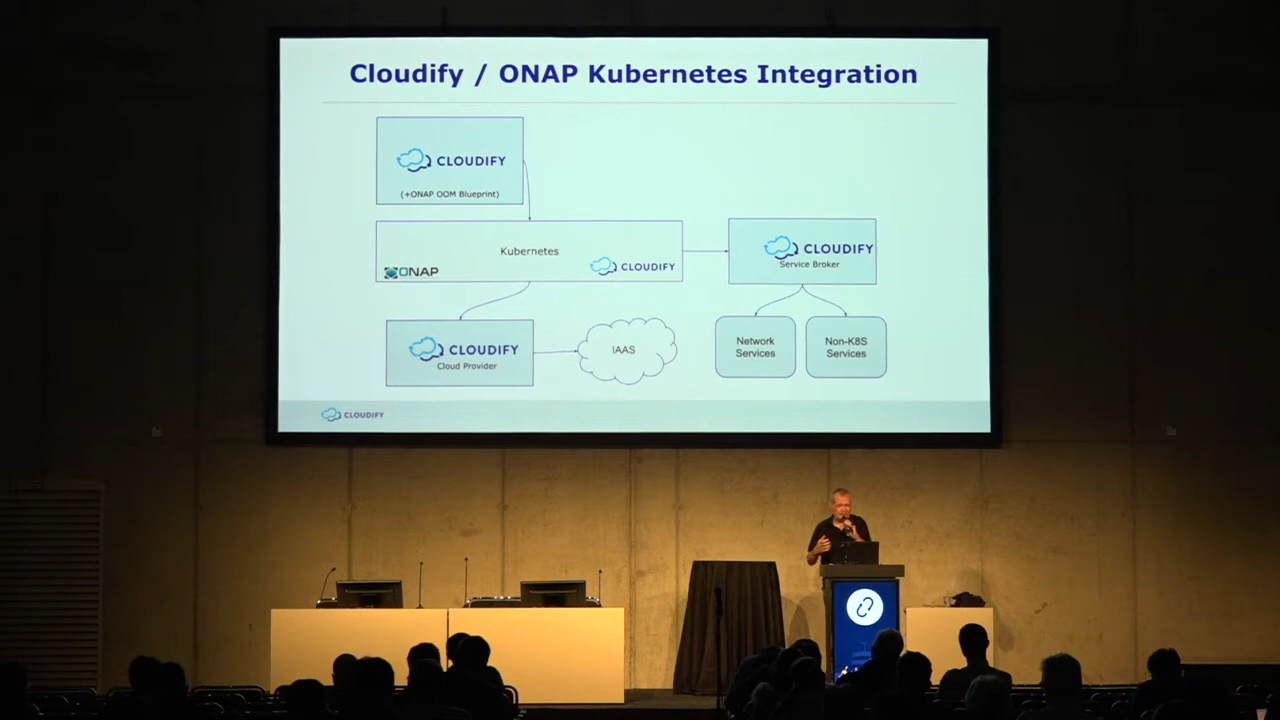 Cloudify / ONAP Kubernetes Integration
CLOUDIFY
(+ONAP OOM Blueprint)
Kubernetes
ONAP
CLOUDIFY
CLOUDIFY
Service Broker
CLOUDIFY
Cloud Provider
IAAS
Network
Services
Non-K8S
Services
CLOUDIFY